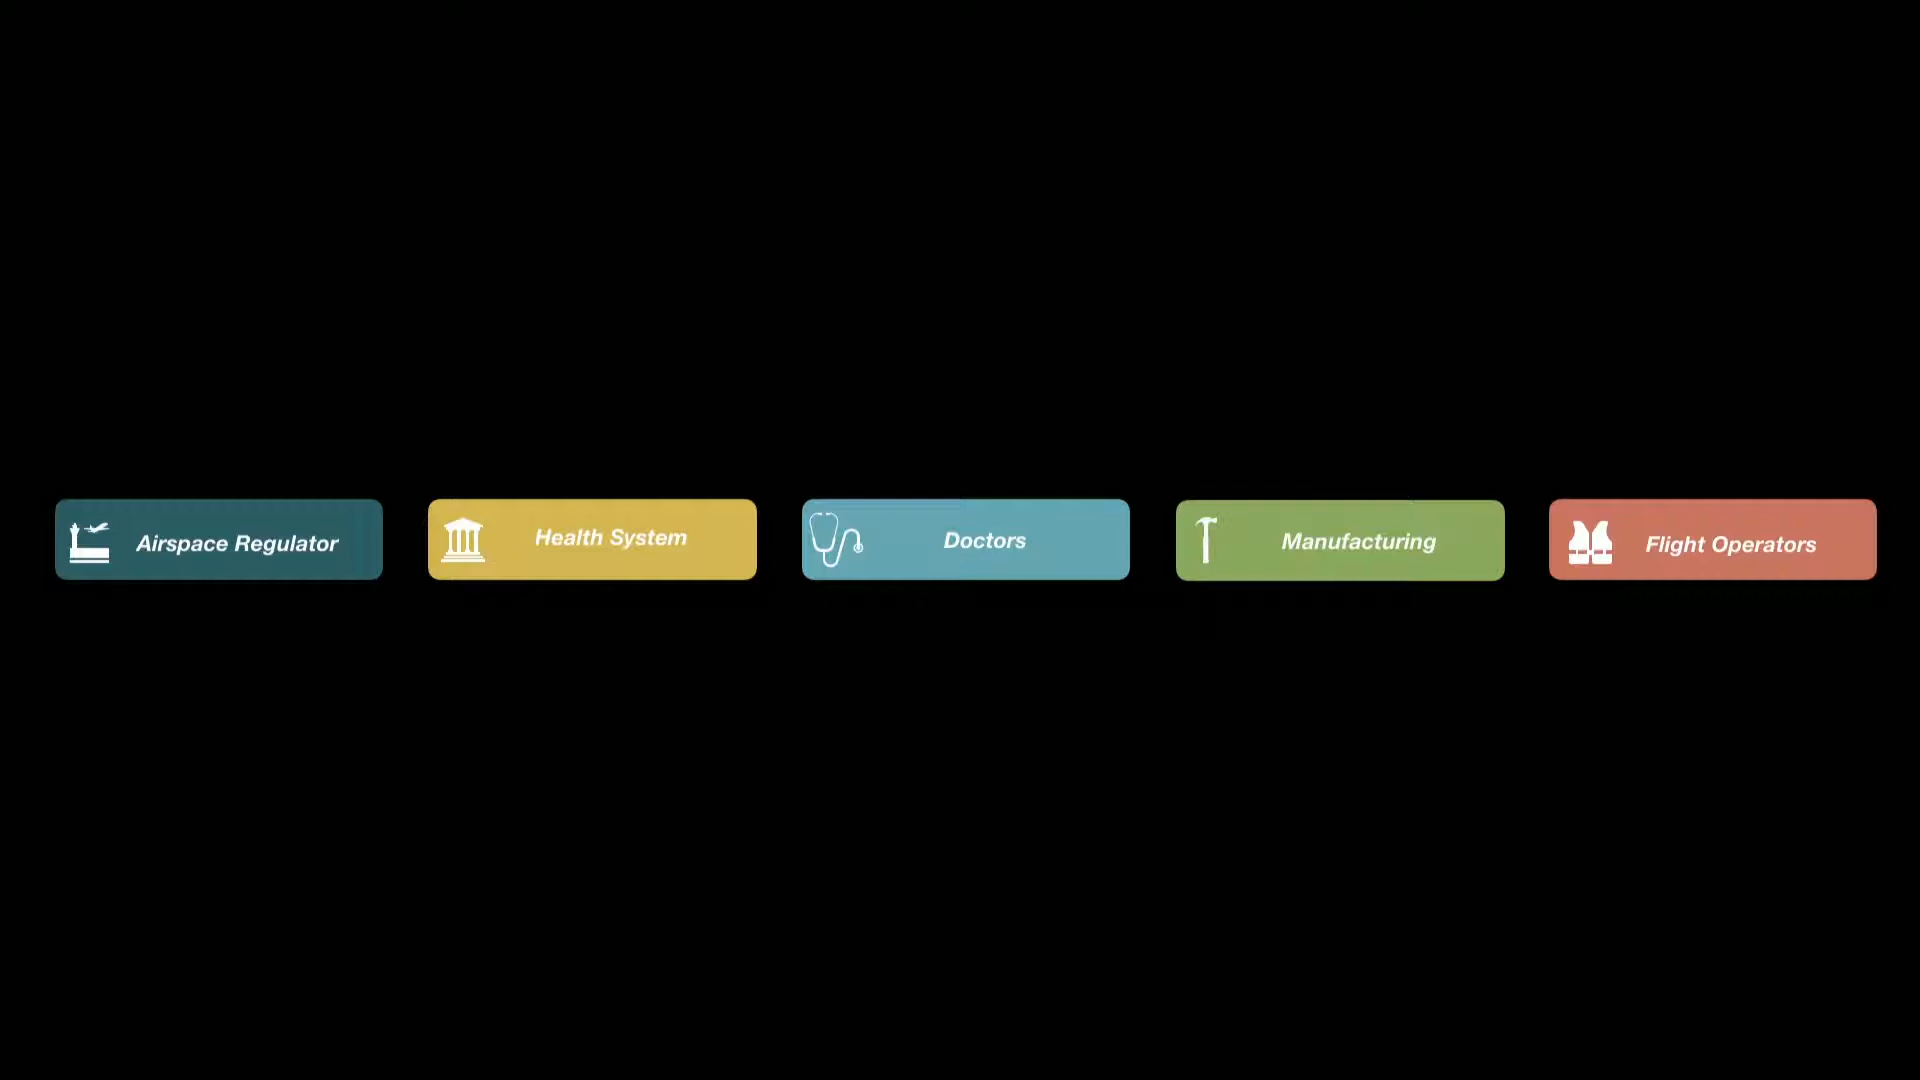 Airspace Regulator
Health System
Doctors
Manufacturing
Flight Operators